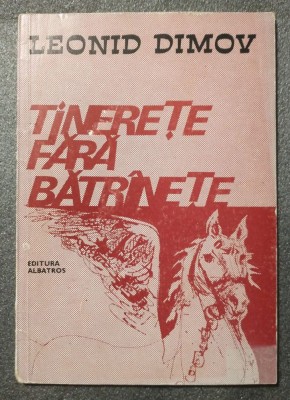 LEONID DIMOV
TINEREȚE
FĂRĂ
BĂTRÎNEȚE
EDITURA
ALBATROS